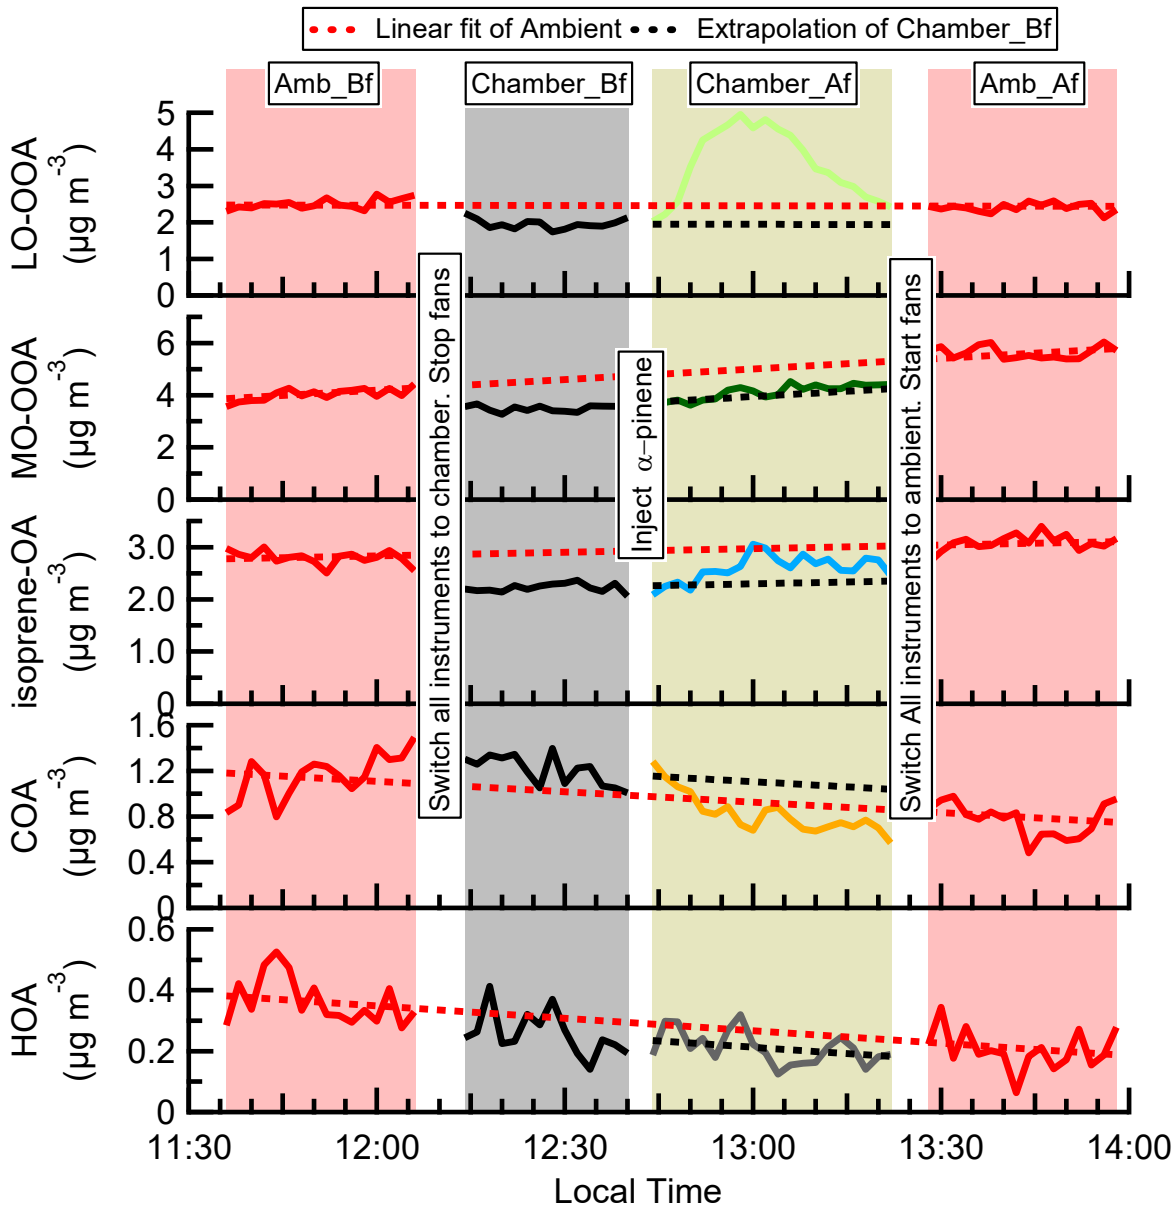 Linear fit of Ambient Extrapolation of Chamber_Bf
Amb_Bf Chamber_Bf Chamber_Af Amb_Af
LO-OOA
(µg m-3)
5
4
3
2
1
0
MO-OOA
(µg m-3)
6
4
2
0
isoprene-OA
(µg m-3)
3.0
2.0
1.0
0
COA
(µg m-3)
1.6
1.2
0.8
0.4
0
HOA
(µg m-3)
0.6
0.4
0.2
0
Switch all instruments to chamber. Stop fans
Inject α−pinene
Switch All instruments to ambient. Start fans
11:30 12:00 12:30 13:00 13:30 14:00
Local Time